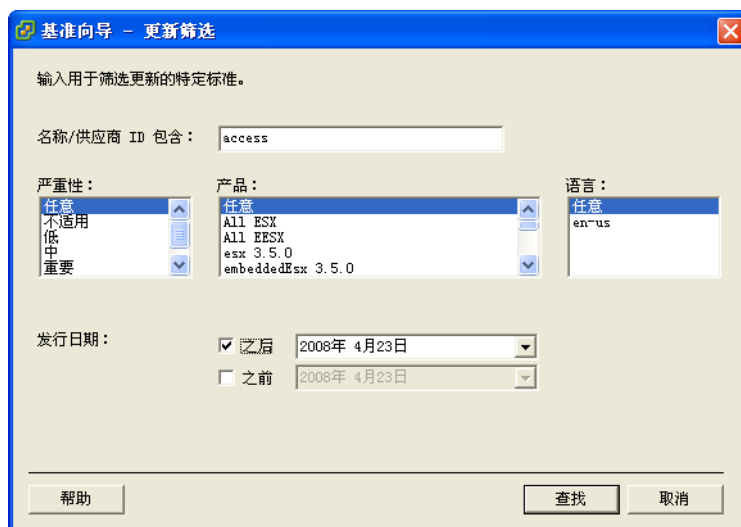 基准向导 - 更新筛选
输入用于筛选更新的特定标准。
名称/供应商 ID 包含：
access
严重性：
任意
不适用
低
中
重要
产品：
任意
All ESX
All EESX
esx 3.5.0
embeddedEsx 3.5.0
语言：
任意
en-us
发行日期：
之后
2008年 4月23日
之前
2008年 4月23日
帮助
查找
取消